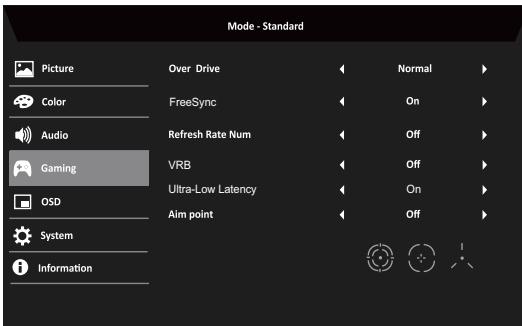 Mode - Standard
Picture
Over Drive Normal
Color
FreeSync On
Audio
Refresh Rate Num Off
Gaming
VRB Off
Ultra-Low Latency On
OSD
Aim point Off
System
Information